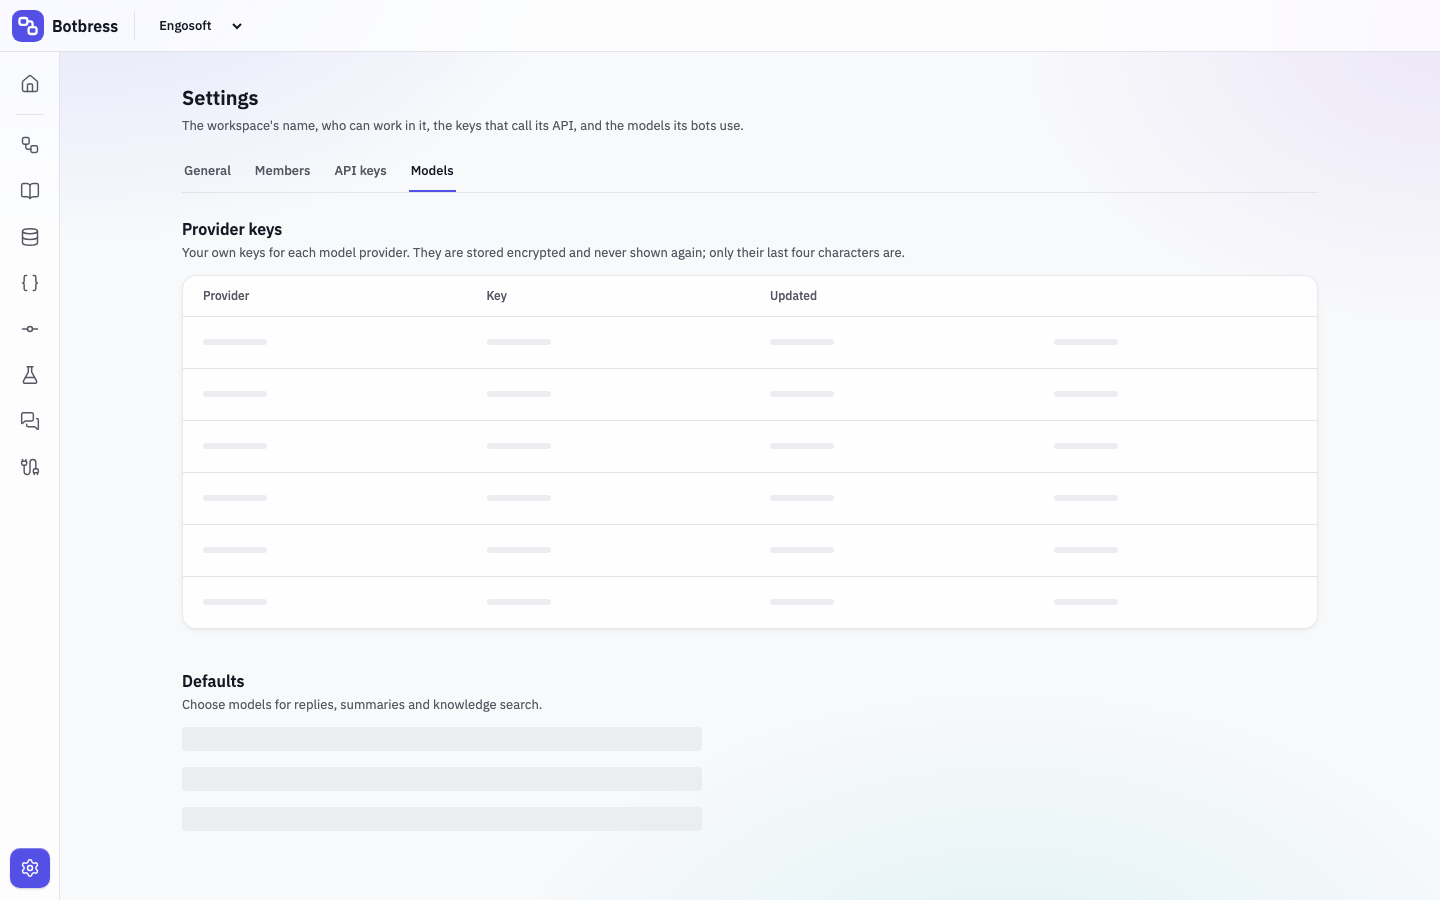 Botbress
Engosoft
Settings
The workspace's name, who can work in it, the keys that call its API, and the models its bots use.
General
Members
API keys
Models
Provider keys
Your own keys for each model provider. They are stored encrypted and never shown again; only their last four characters are.
Provider
Key
Updated
Defaults
Choose models for replies, summaries and knowledge search.